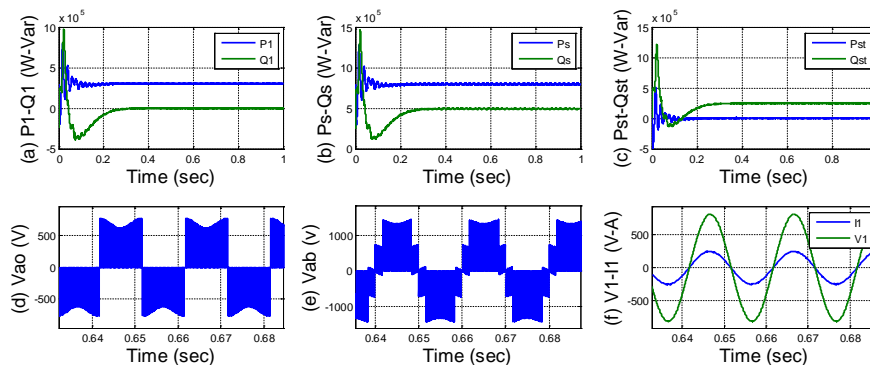 x 10^5
10
5
0
-5
(a) P1-Q1 (W-Var)
0
0.2
0.4
0.6
0.8
1
Time (sec)
P1
Q1
x 10^5
15
10
5
0
-5
(b) Ps-Qs (W-Var)
0
0.2
0.4
0.6
0.8
1
Time (sec)
Ps
Qs
x 10^5
15
10
5
0
-5
(c) Pst-Qst (W-Var)
0
0.2
0.4
0.6
0.8
Time (sec)
Pst
Qst
500
0
-500
(d) Vao (V)
0.64
0.65
0.66
0.67
0.68
Time (sec)
1000
0
-1000
(e) Vab (v)
0.64
0.65
0.66
0.67
0.68
Time (sec)
500
0
-500
(f) V1-I1 (V-A)
0.64
0.65
0.66
0.67
0.68
Time (sec)
I1
V1